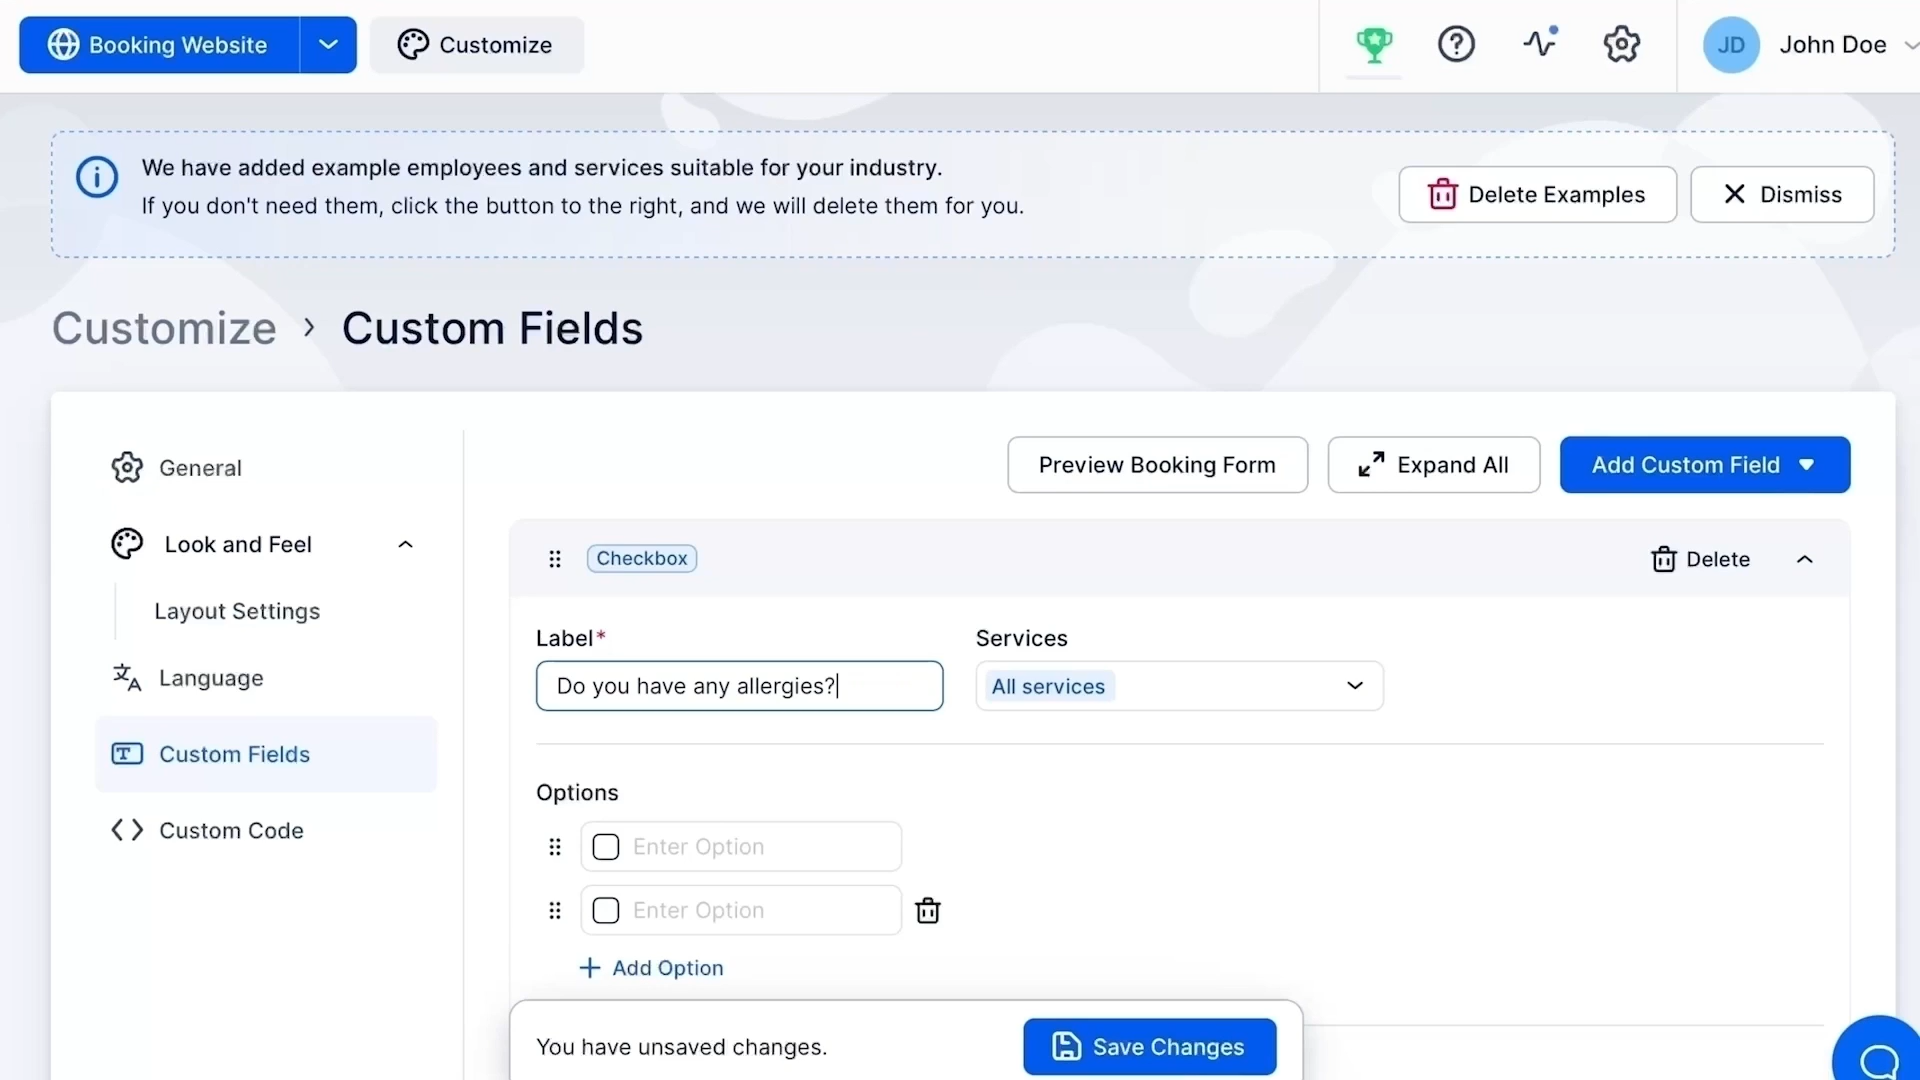 Booking Website
Customize
JD
John Doe
We have added example employees and services suitable for your industry.
If you don't need them, click the button to the right, and we will delete them for you.
Delete Examples
Dismiss
Customize > Custom Fields
General
Look and Feel
Layout Settings
Language
Custom Fields
Custom Code
Preview Booking Form
Expand All
Add Custom Field
Checkbox
Delete
Label*
Services
Do you have any allergies?
All services
Options
Enter Option
Enter Option
Add Option
You have unsaved changes.
Save Changes